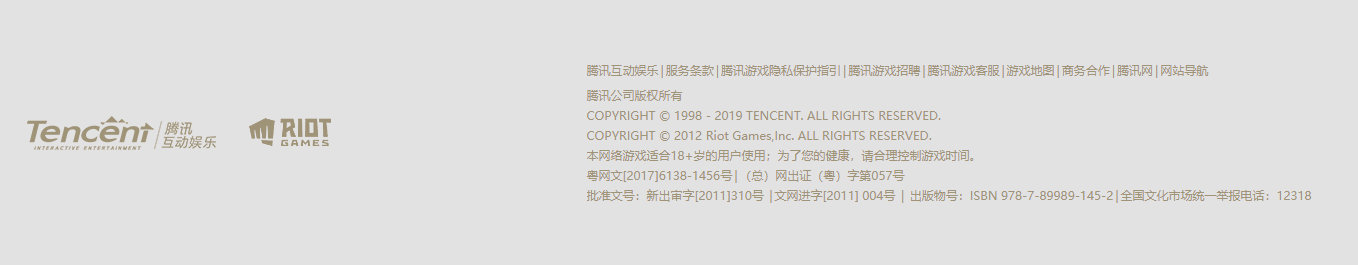 Tencent 腾讯
INTERACTIVE ENTERTAINMENT 互动娱乐
RIOT
GAMES
腾讯互动娱乐|服务条款|腾讯游戏隐私保护指引|腾讯游戏招聘|腾讯游戏客服|游戏地图|商务合作|腾讯网|网站导航
腾讯公司版权所有
COPYRIGHT © 1998 - 2019 TENCENT. ALL RIGHTS RESERVED.
COPYRIGHT © 2012 Riot Games,Inc. ALL RIGHTS RESERVED.
本网络游戏适合18+岁的用户使用；为了您的健康，请合理控制游戏时间。
粤网文[2017]6138-1456号|（总）网出证（粤）字第057号
批准文号：新出审字[2011]310号 |文网进字[2011] 004号 | 出版物号：ISBN 978-7-89989-145-2|全国文化市场统一举报电话：12318